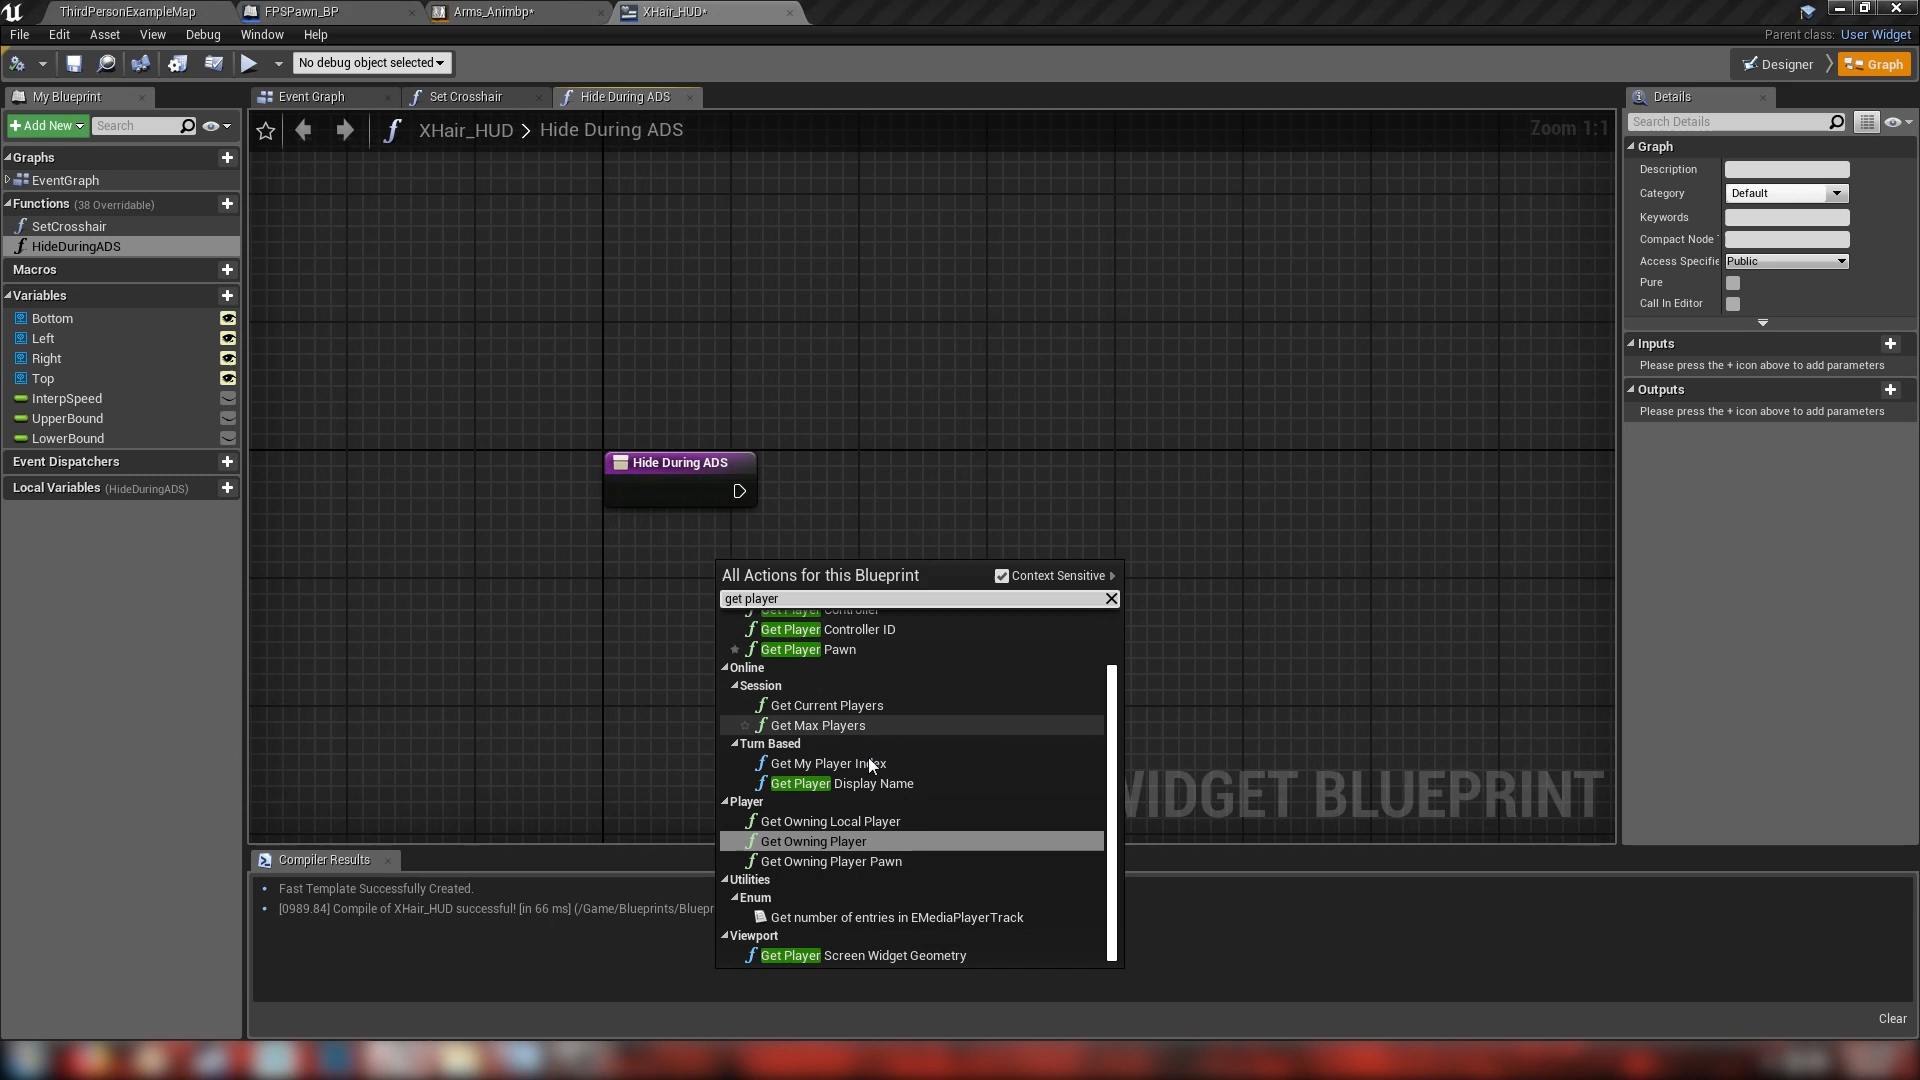 ThirdPersonExampleMap
FPSPawn_BP
Arms_Animbp*
XHair_HUD*
File Edit Asset View Debug Window Help
Parent class: User Widget
No debug object selected
Designer
Graph
My Blueprint
Event Graph
Set Crosshair
Hide During ADS
Details
Add New
Search
XHair_HUD > Hide During ADS
Zoom 1:1
Search Details
Graphs
EventGraph
Functions (38 Overridable)
SetCrosshair
HideDuringADS
Macros
Variables
Bottom
Left
Right
Top
InterpSpeed
UpperBound
LowerBound
Event Dispatchers
Local Variables (HideDuringADS)
Hide During ADS
All Actions for this Blueprint
Context Sensitive
get player
Get Player Controller
Get Player Controller ID
Get Player Pawn
Online
Session
Get Current Players
Get Max Players
Turn Based
Get My Player Index
Get Player Display Name
Player
Get Owning Local Player
Get Owning Player
Get Owning Player Pawn
Utilities
Enum
Get number of entries in EMediaPlayerTrack
Viewport
Get Player Screen Widget Geometry
WIDGET BLUEPRINT
Graph
Description
Category Default
Keywords
Compact Node
Access Specifie Public
Pure
Call In Editor
Inputs
Please press the + icon above to add parameters
Outputs
Please press the + icon above to add parameters
Compiler Results
Fast Template Successfully Created.
[0989.84] Compile of XHair_HUD successful! [in 66 ms] (/Game/Blueprints/Bluepr
Clear